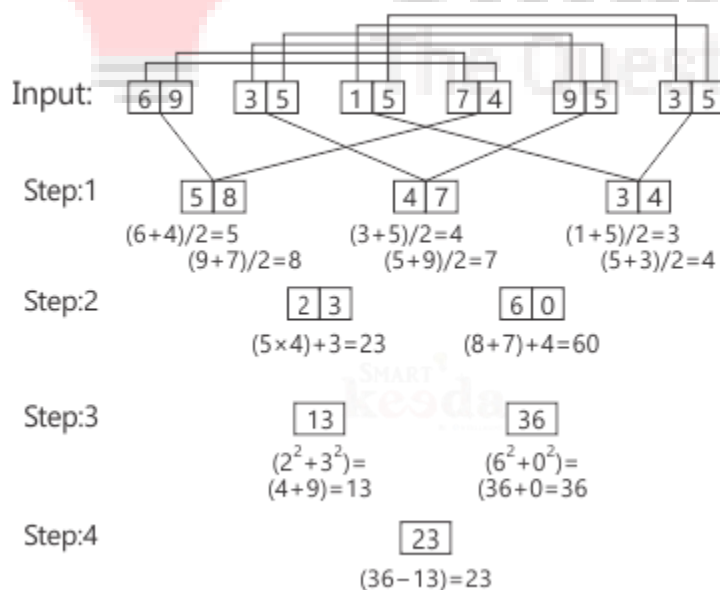 The Quest
Input: 6 9 3 5 1 5 7 4 9 5 3 5
Step:1 5 8 4 7 3 4
(6+4)/2=5 (3+5)/2=4 (1+5)/2=3
(9+7)/2=8 (5+9)/2=7 (5+3)/2=4
Step:2 2 3 6 0
(5×4)+3=23 (8+7)+4=60
SMART
keeda
Step:3 13 36
(2²+3²)= (6²+0²)=
(4+9)=13 (36+0=36
Step:4 23
(36−13)=23